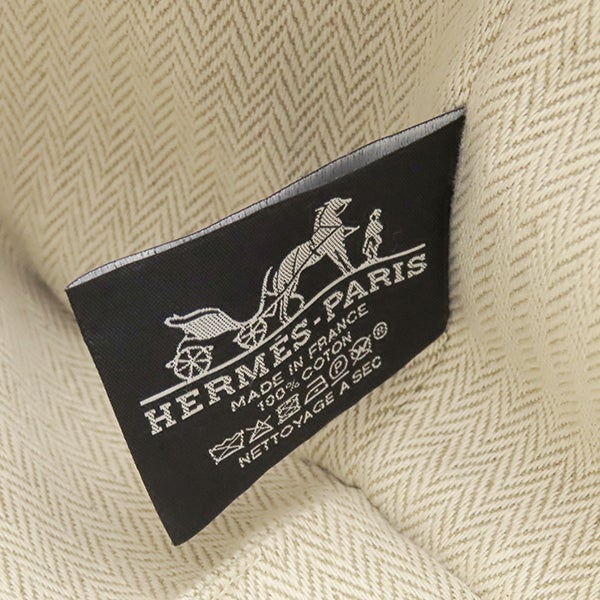 HERMES-PARIS
MADE IN FRANCE
100% COTON
P ®
NETTOYAGE A SEC